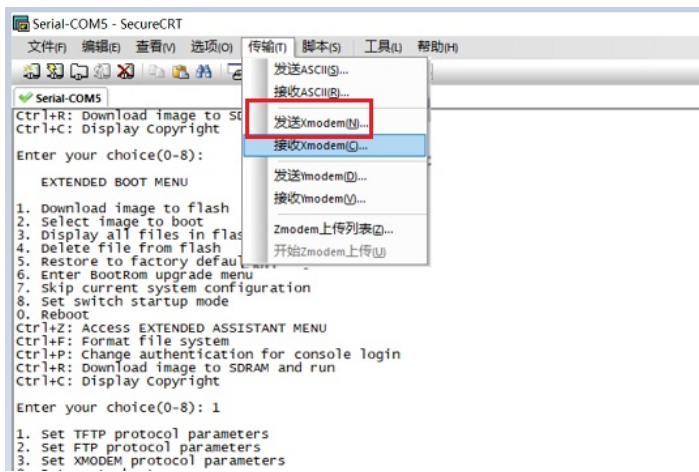 Serial-COM5 - SecureCRT
文件(F) 编辑(E) 查看(V) 选项(O) 传输(T) 脚本(S) 工具(L) 帮助(H)
发送ASCII(S)...
接收ASCII(R)...
发送Xmodem(N)...
接收Xmodem(C)...
发送Ymodem(D)...
接收Ymodem(V)...
Zmodem上传列表(Z)...
开始Zmodem上传(U)
Serial-COM5
Ctrl+R: Download image to SD
Ctrl+C: Display Copyright
Enter your choice(0-8):
EXTENDED BOOT MENU
1. Download image to flash
2. Select image to boot
3. Display all files in flas
4. Delete file from flash
5. Restore to factory defau
6. Enter BootRom upgrade menu
7. Skip current system configuration
8. Set switch startup mode
0. Reboot
Ctrl+Z: Access EXTENDED ASSISTANT MENU
Ctrl+F: Format file system
Ctrl+P: Change authentication for console login
Ctrl+R: Download image to SDRAM and run
Ctrl+C: Display Copyright
Enter your choice(0-8): 1
1. Set TFTP protocol parameters
2. Set FTP protocol parameters
3. Set XMODEM protocol parameters